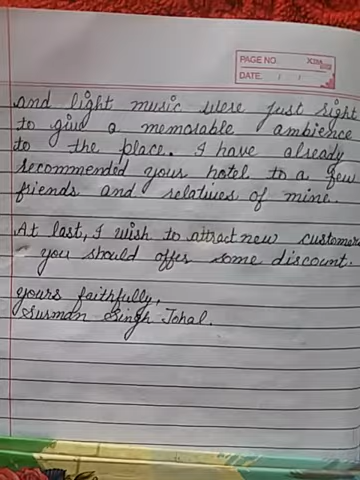 PAGE NO.
DATE. / /
and light music were just right
to give a memorable ambience
to the place. I have already
recommended your hotel to a few
friends and relatives of mine.
At last, I wish to attract new customers
you should offer some discount.
yours faithfully,
Singh Johal.